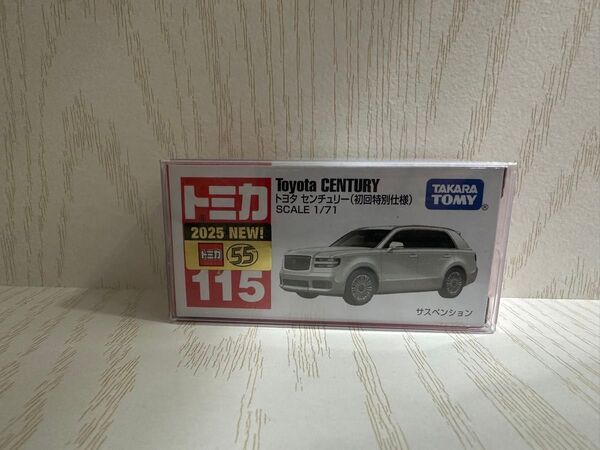 トミカ
2025 NEW!
トミカ 55
115
Toyota CENTURY
トヨタ センチュリー(初回特別仕様)
SCALE 1/71
TAKARA
TOMY®
サスペンション